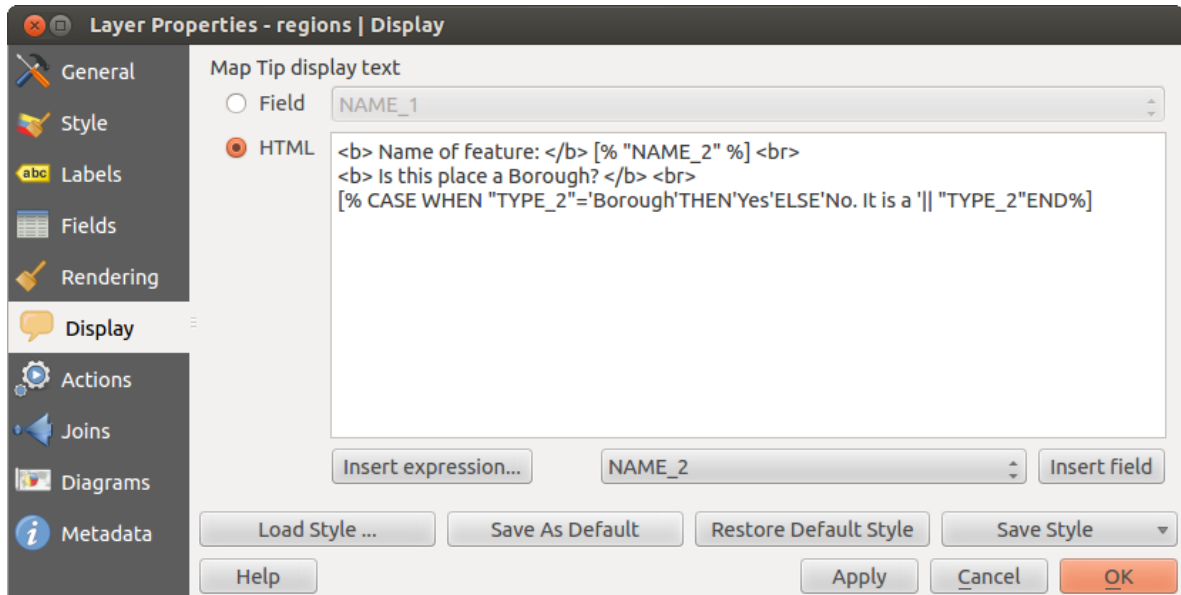 Layer Properties - regions | Display
General
Style
abc Labels
Fields
Rendering
Display
Actions
Joins
Diagrams
Metadata
Map Tip display text
Field NAME_1
HTML
<b> Name of feature: </b> [% "NAME_2" %] <br>
<b> Is this place a Borough? </b> <br>
[% CASE WHEN "TYPE_2"='Borough'THEN'Yes'ELSE'No. It is a '|| "TYPE_2"END%]
Insert expression... NAME_2 Insert field
Load Style ... Save As Default Restore Default Style Save Style
Help Apply Cancel OK